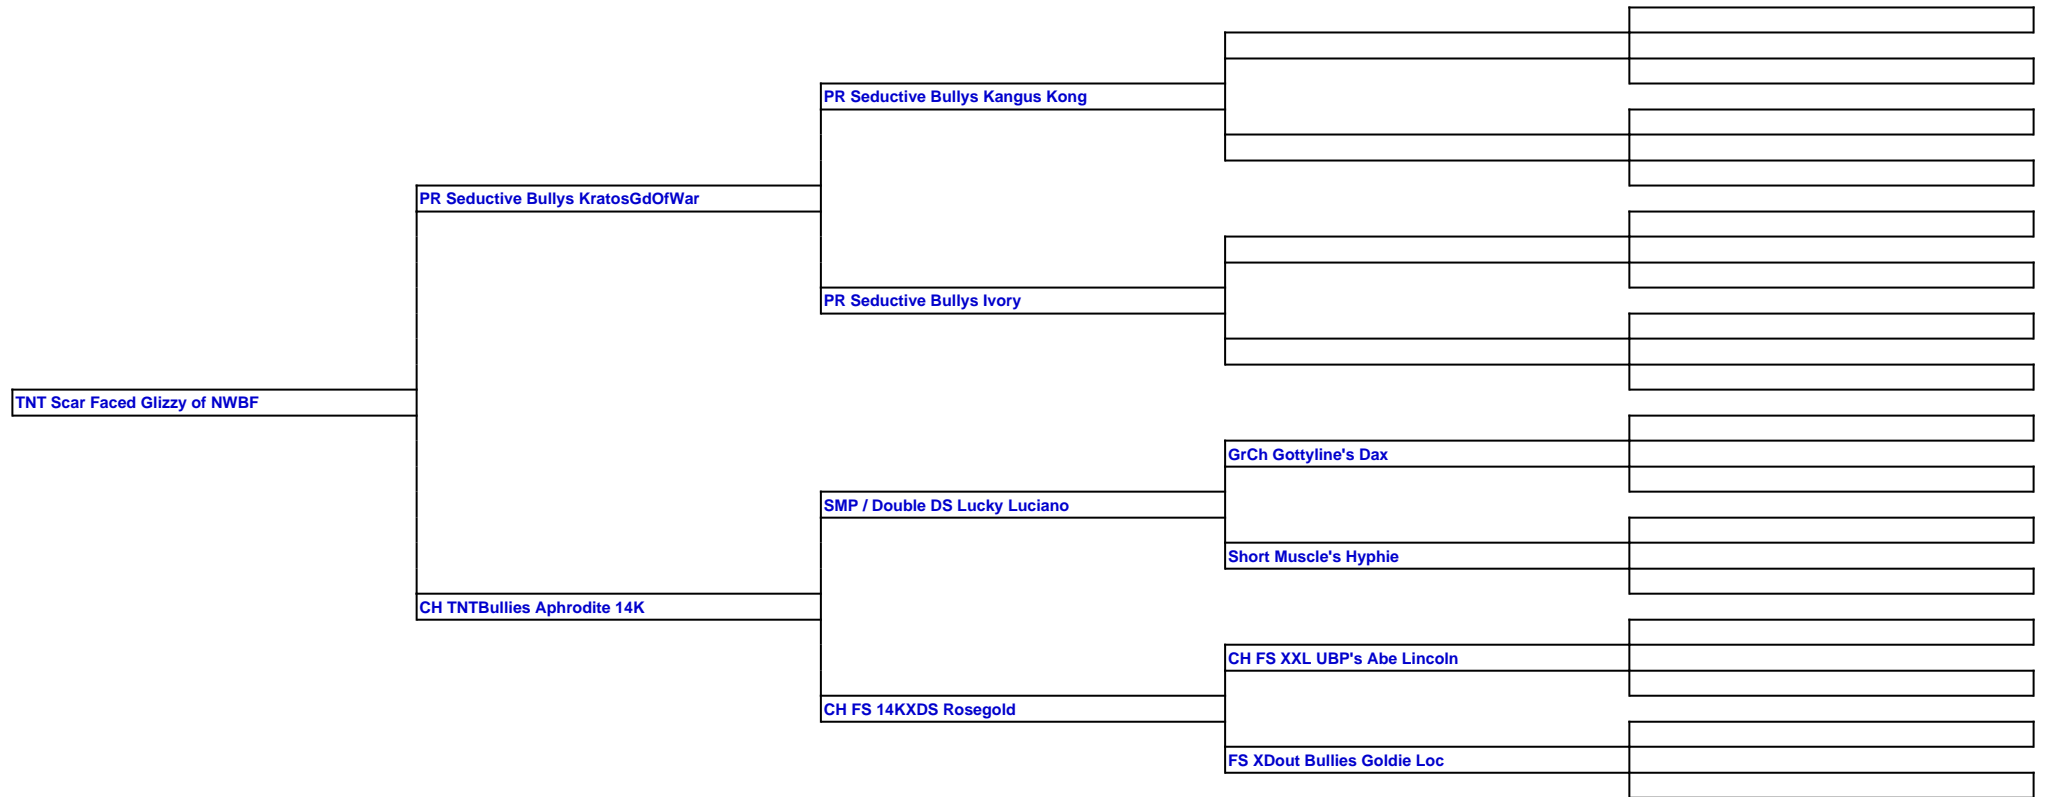 PR Seductive Bullys Kangus Kong
PR Seductive Bullys KratosGdOfWar
PR Seductive Bullys Ivory
TNT Scar Faced Glizzy of NWBF
GrCh Gottyline's Dax
SMP / Double DS Lucky Luciano
Short Muscle's Hyphie
CH TNTBullies Aphrodite 14K
CH FS XXL UBP's Abe Lincoln
CH FS 14KXDS Rosegold
FS XDout Bullies Goldie Loc